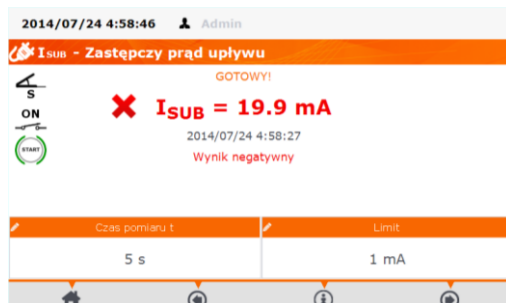 2014/07/24 4:58:46 Admin
ISUB - Zastępczy prąd upływu
GOTOWY!
S
ON
START
ISUB = 19.9 mA
2014/07/24 4:58:27
Wynik negatywny
Czas pomiaru t Limit
5 s 1 mA